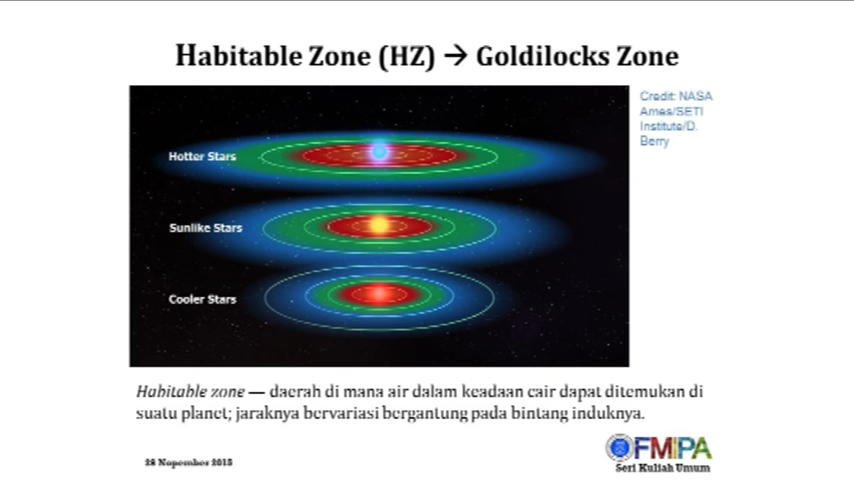 Habitable Zone (HZ) → Goldilocks Zone
Credit: NASA
Ames/SETI
Institute/D.
Berry
Hotter Stars
Sunlike Stars
Cooler Stars
Habitable zone — daerah di mana air dalam keadaan cair dapat ditemukan di
suatu planet; jaraknya bervariasi bergantung pada bintang induknya.
28 Nopember 2015
FMIPA
Seri Kuliah Umum